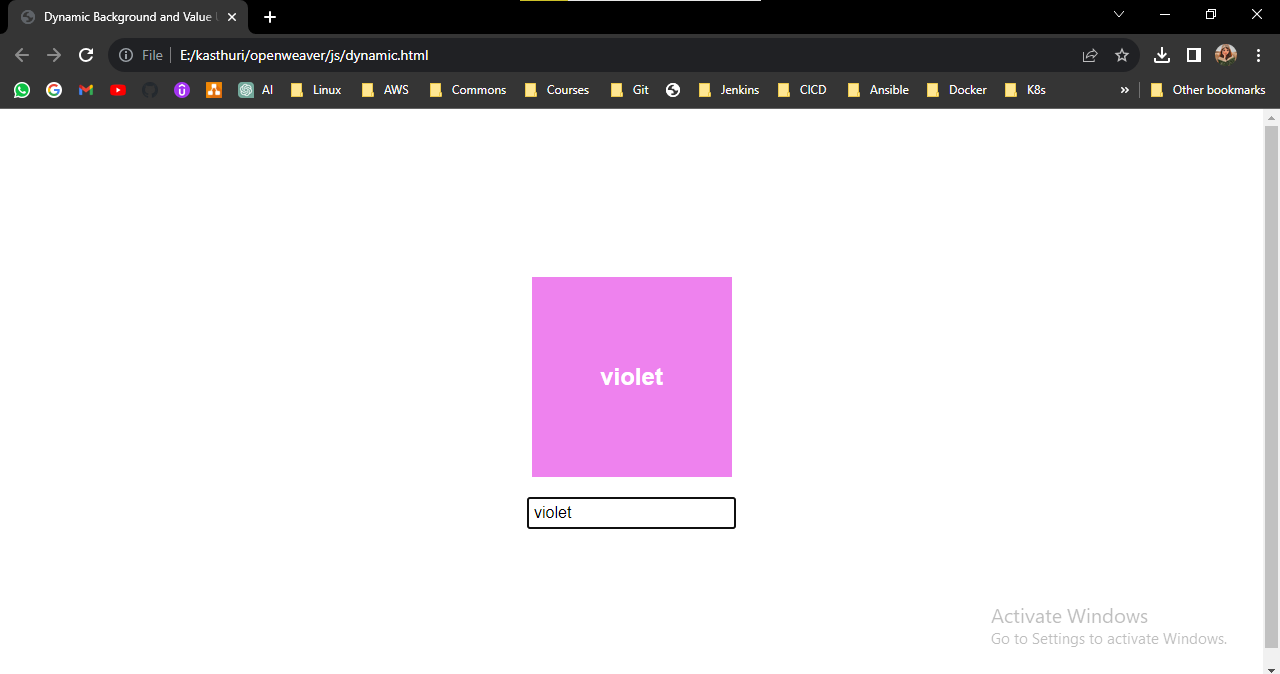 Dynamic Background and Value
File E:/kasthuri/openweaver/js/dynamic.html
AI Linux AWS Commons Courses Git Jenkins CICD Ansible Docker K8s » Other bookmarks
violet
violet
Activate Windows
Go to Settings to activate Windows.